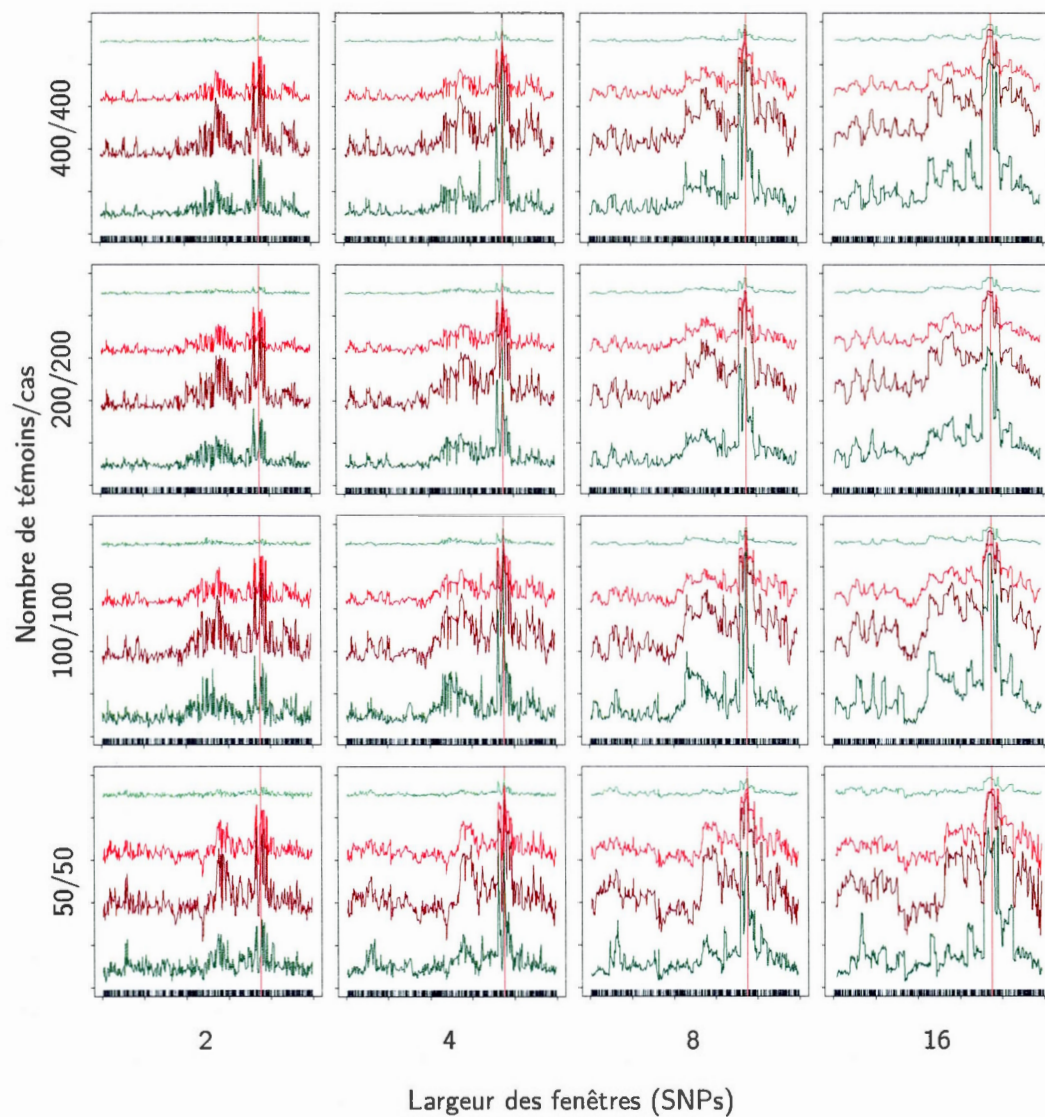 Nombre de témoins/cas
400/400
200/200
100/100
50/50
2 4 8 16
Largeur des fenêtres (SNPs)